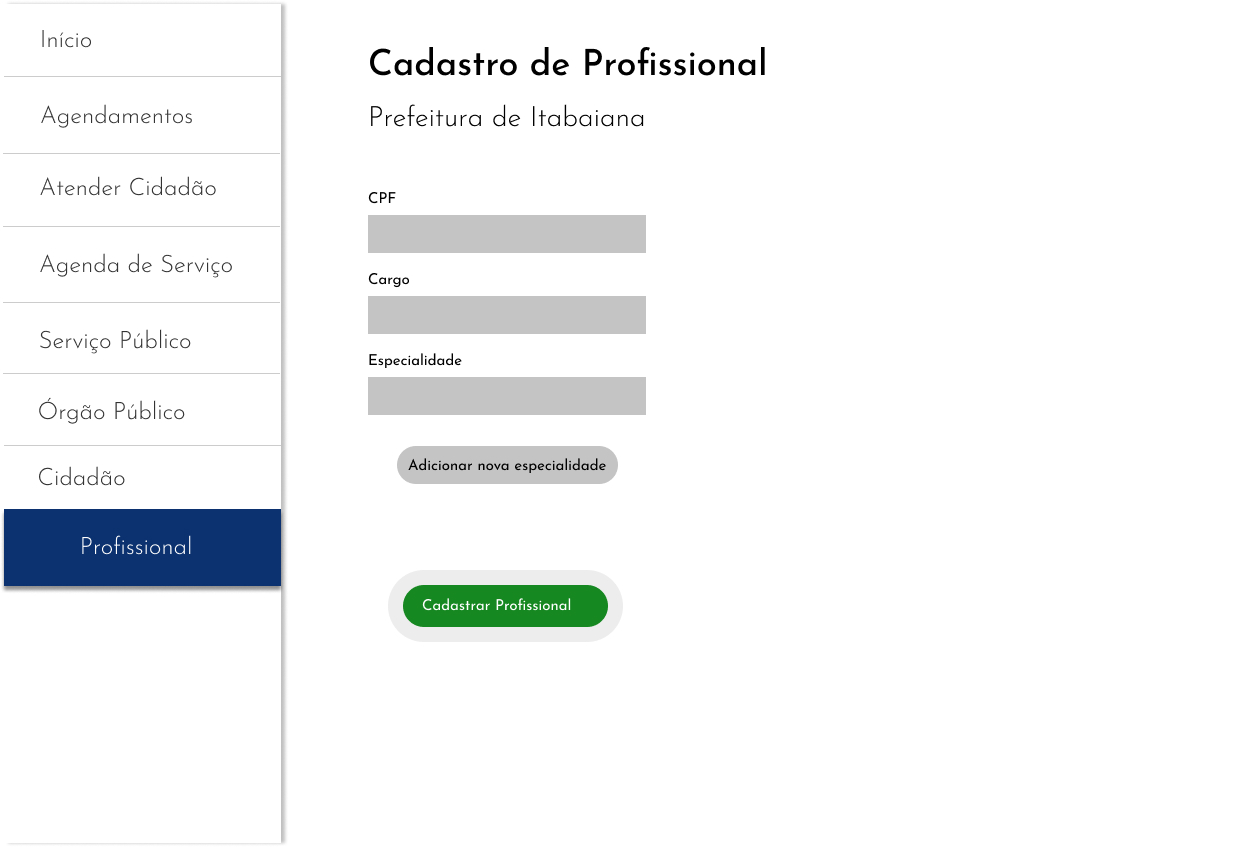 Início
Agendamentos
Atender Cidadão
Agenda de Serviço
Serviço Público
Órgão Público
Cidadão
Profissional
Cadastro de Profissional
Prefeitura de Itabaiana
CPF
Cargo
Especialidade
Adicionar nova especialidade
Cadastrar Profissional